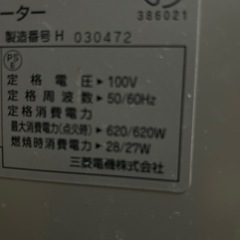 386021
ーター
製造番号 H 030472
PS
E
定格電圧▶100V
定格周波数▶50/60Hz
定格消費電力
最大消費電力(点火時)▶620/620W
燃焼時消費電力▶28/27W
三菱電機株式会社